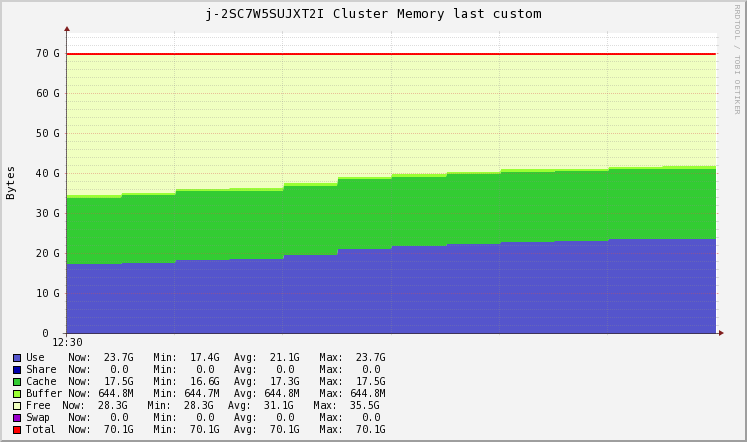 j-2SC7W5SUJXT2I Cluster Memory last custom
RRDTOOL / TOBI OETIKER
Bytes
70 G
60 G
50 G
40 G
30 G
20 G
10 G
0
12:30
Use Now: 23.7G Min: 17.4G Avg: 21.1G Max: 23.7G
Share Now: 0.0 Min: 0.0 Avg: 0.0 Max: 0.0
Cache Now: 17.5G Min: 16.6G Avg: 17.3G Max: 17.5G
Buffer Now: 644.8M Min: 644.7M Avg: 644.8M Max: 644.8M
Free Now: 28.3G Min: 28.3G Avg: 31.1G Max: 35.5G
Swap Now: 0.0 Min: 0.0 Avg: 0.0 Max: 0.0
Total Now: 70.1G Min: 70.1G Avg: 70.1G Max: 70.1G